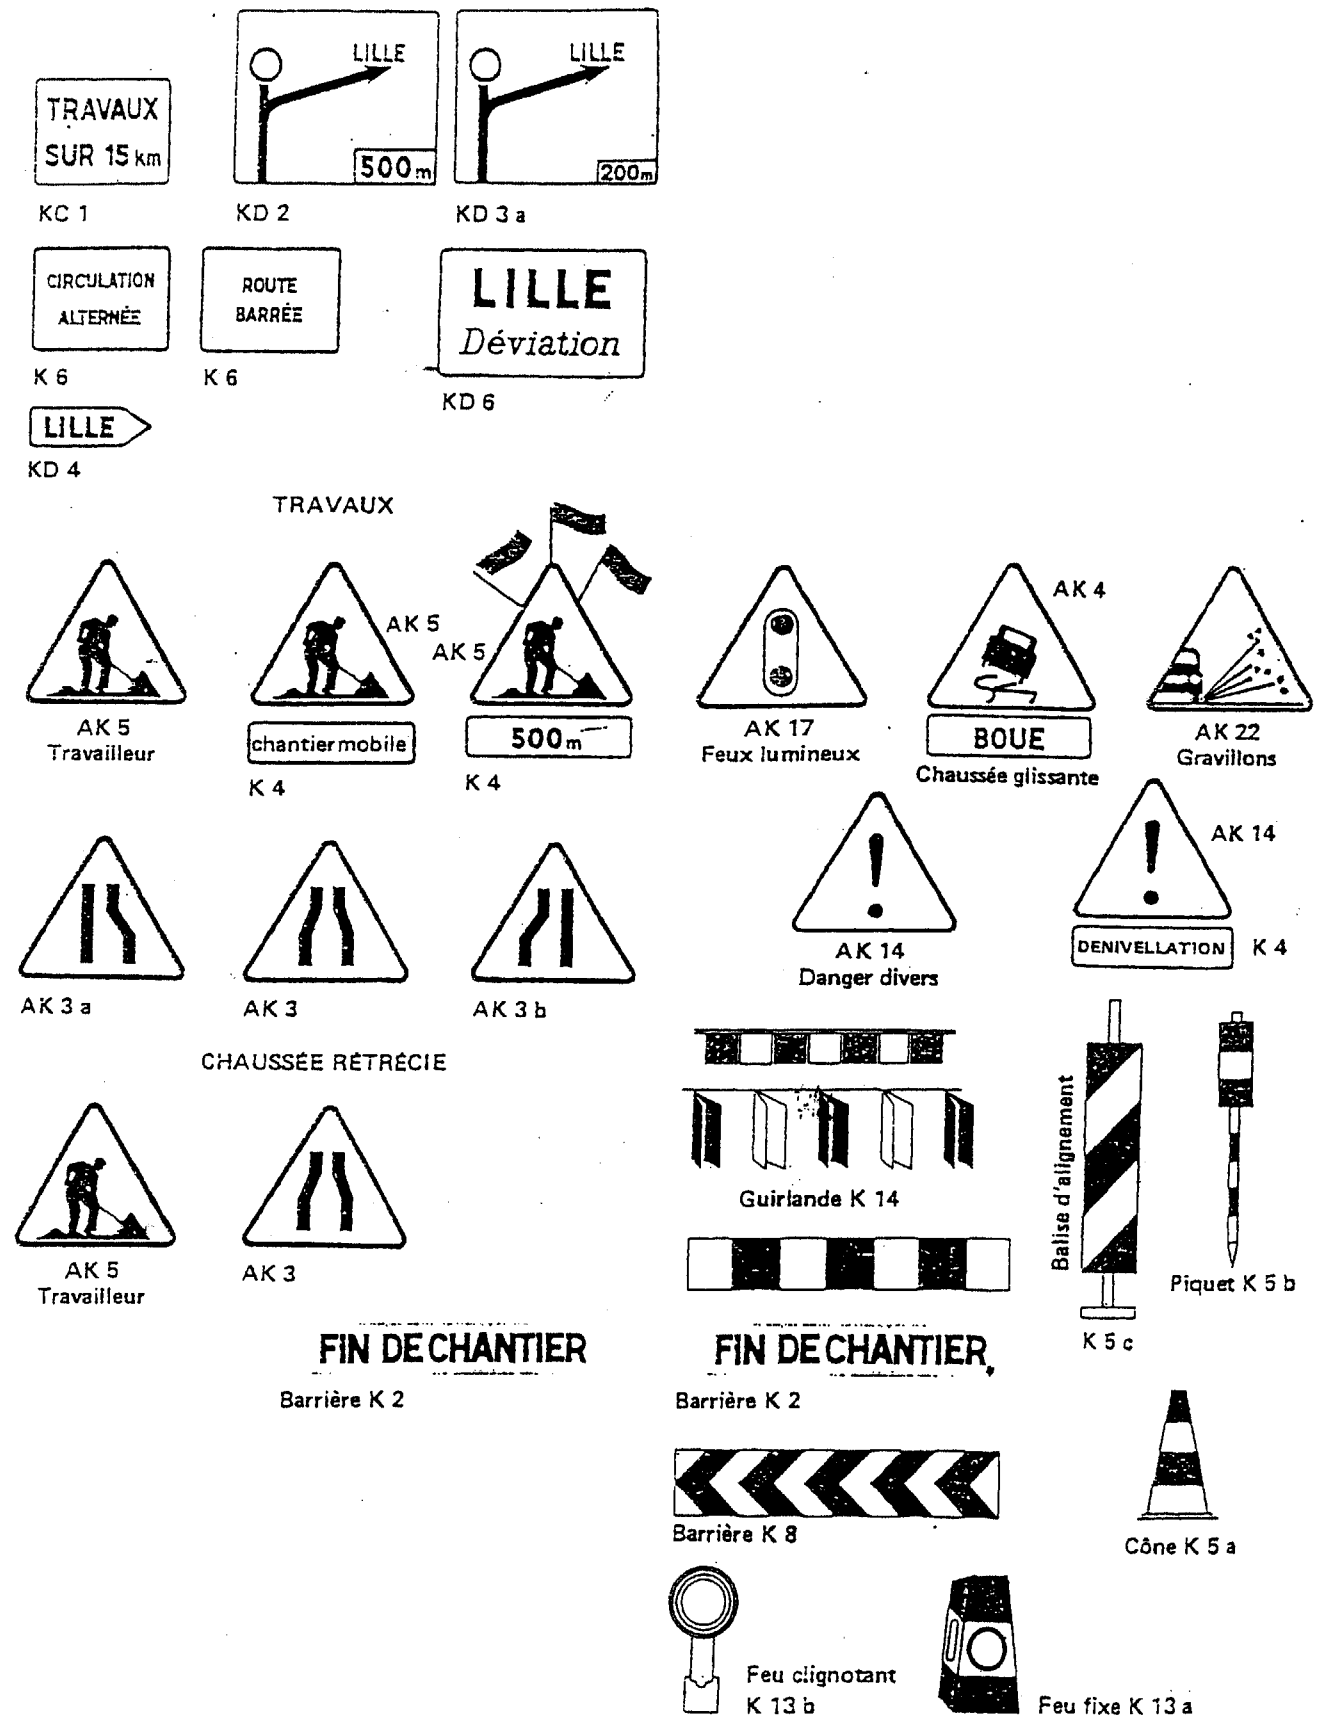 TRAVAUX
SUR 15 km
KC 1
LILLE
500m
KD 2
LILLE
200m
KD 3 a
CIRCULATION
ALTERNÉE
K 6
ROUTE
BARRÉE
K 6
LILLE
Déviation
KD 6
LILLE
KD 4
TRAVAUX
AK 5
Travailleur
AK 5
chantier mobile
K 4
AK 5
500m
K 4
AK 17
Feux lumineux
AK 4
BOUE
Chaussée glissante
AK 22
Gravillons
AK 3 a
AK 3
AK 3 b
CHAUSSÉE RÉTRÉCIE
AK 14
Danger divers
AK 14
DENIVELLATION
K 4
Guirlande K 14
Balise d'alignement
K 5 c
Piquet K 5 b
AK 5
Travailleur
AK 3
FIN DE CHANTIER
Barrière K 2
FIN DE CHANTIER
Barrière K 2
Barrière K 8
Cône K 5 a
Feu clignotant
K 13 b
Feu fixe K 13 a